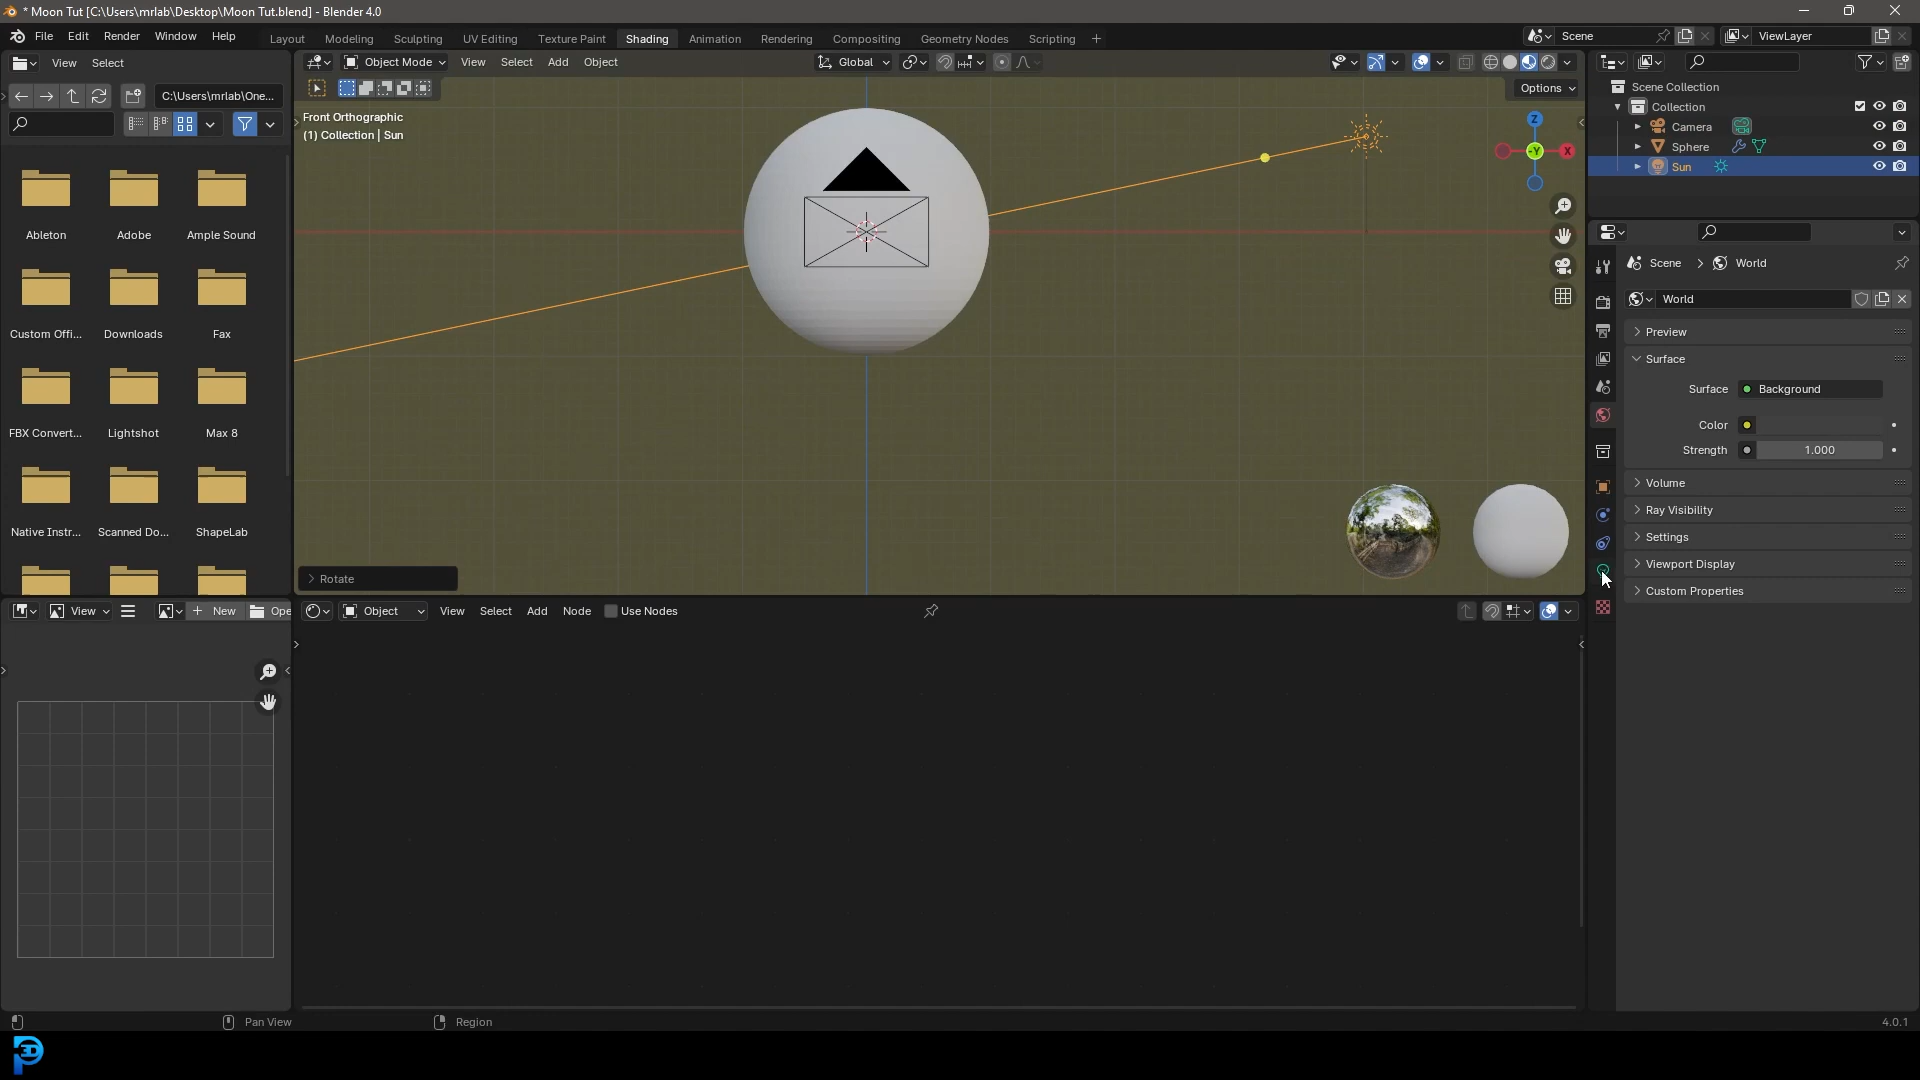 * Moon Tut [C:\Users\mrlab\Desktop\Moon Tut.blend] - Blender 4.0
File Edit Render Window Help
Layout Modeling Sculpting UV Editing Texture Paint Shading Animation Rendering Compositing Geometry Nodes Scripting +
Scene
ViewLayer
View Select
Object Mode View Select Add Object
Global
C:\Users\mrlab\One...
Options
Front Orthographic
(1) Collection | Sun
Z
-Y
X
Ableton Adobe Ample Sound
Custom Offi... Downloads Fax
FBX Convert... Lightshot Max 8
Native Instr... Scanned Do... ShapeLab
Rotate
Scene Collection
Collection
Camera
Sphere
Sun
Scene > World
World
Preview
Surface
Surface Background
Color
Strength 1.000
Volume
Ray Visibility
Settings
Viewport Display
Custom Properties
View + New Ope
Object View Select Add Node Use Nodes
Pan View
Region
4.0.1
3D